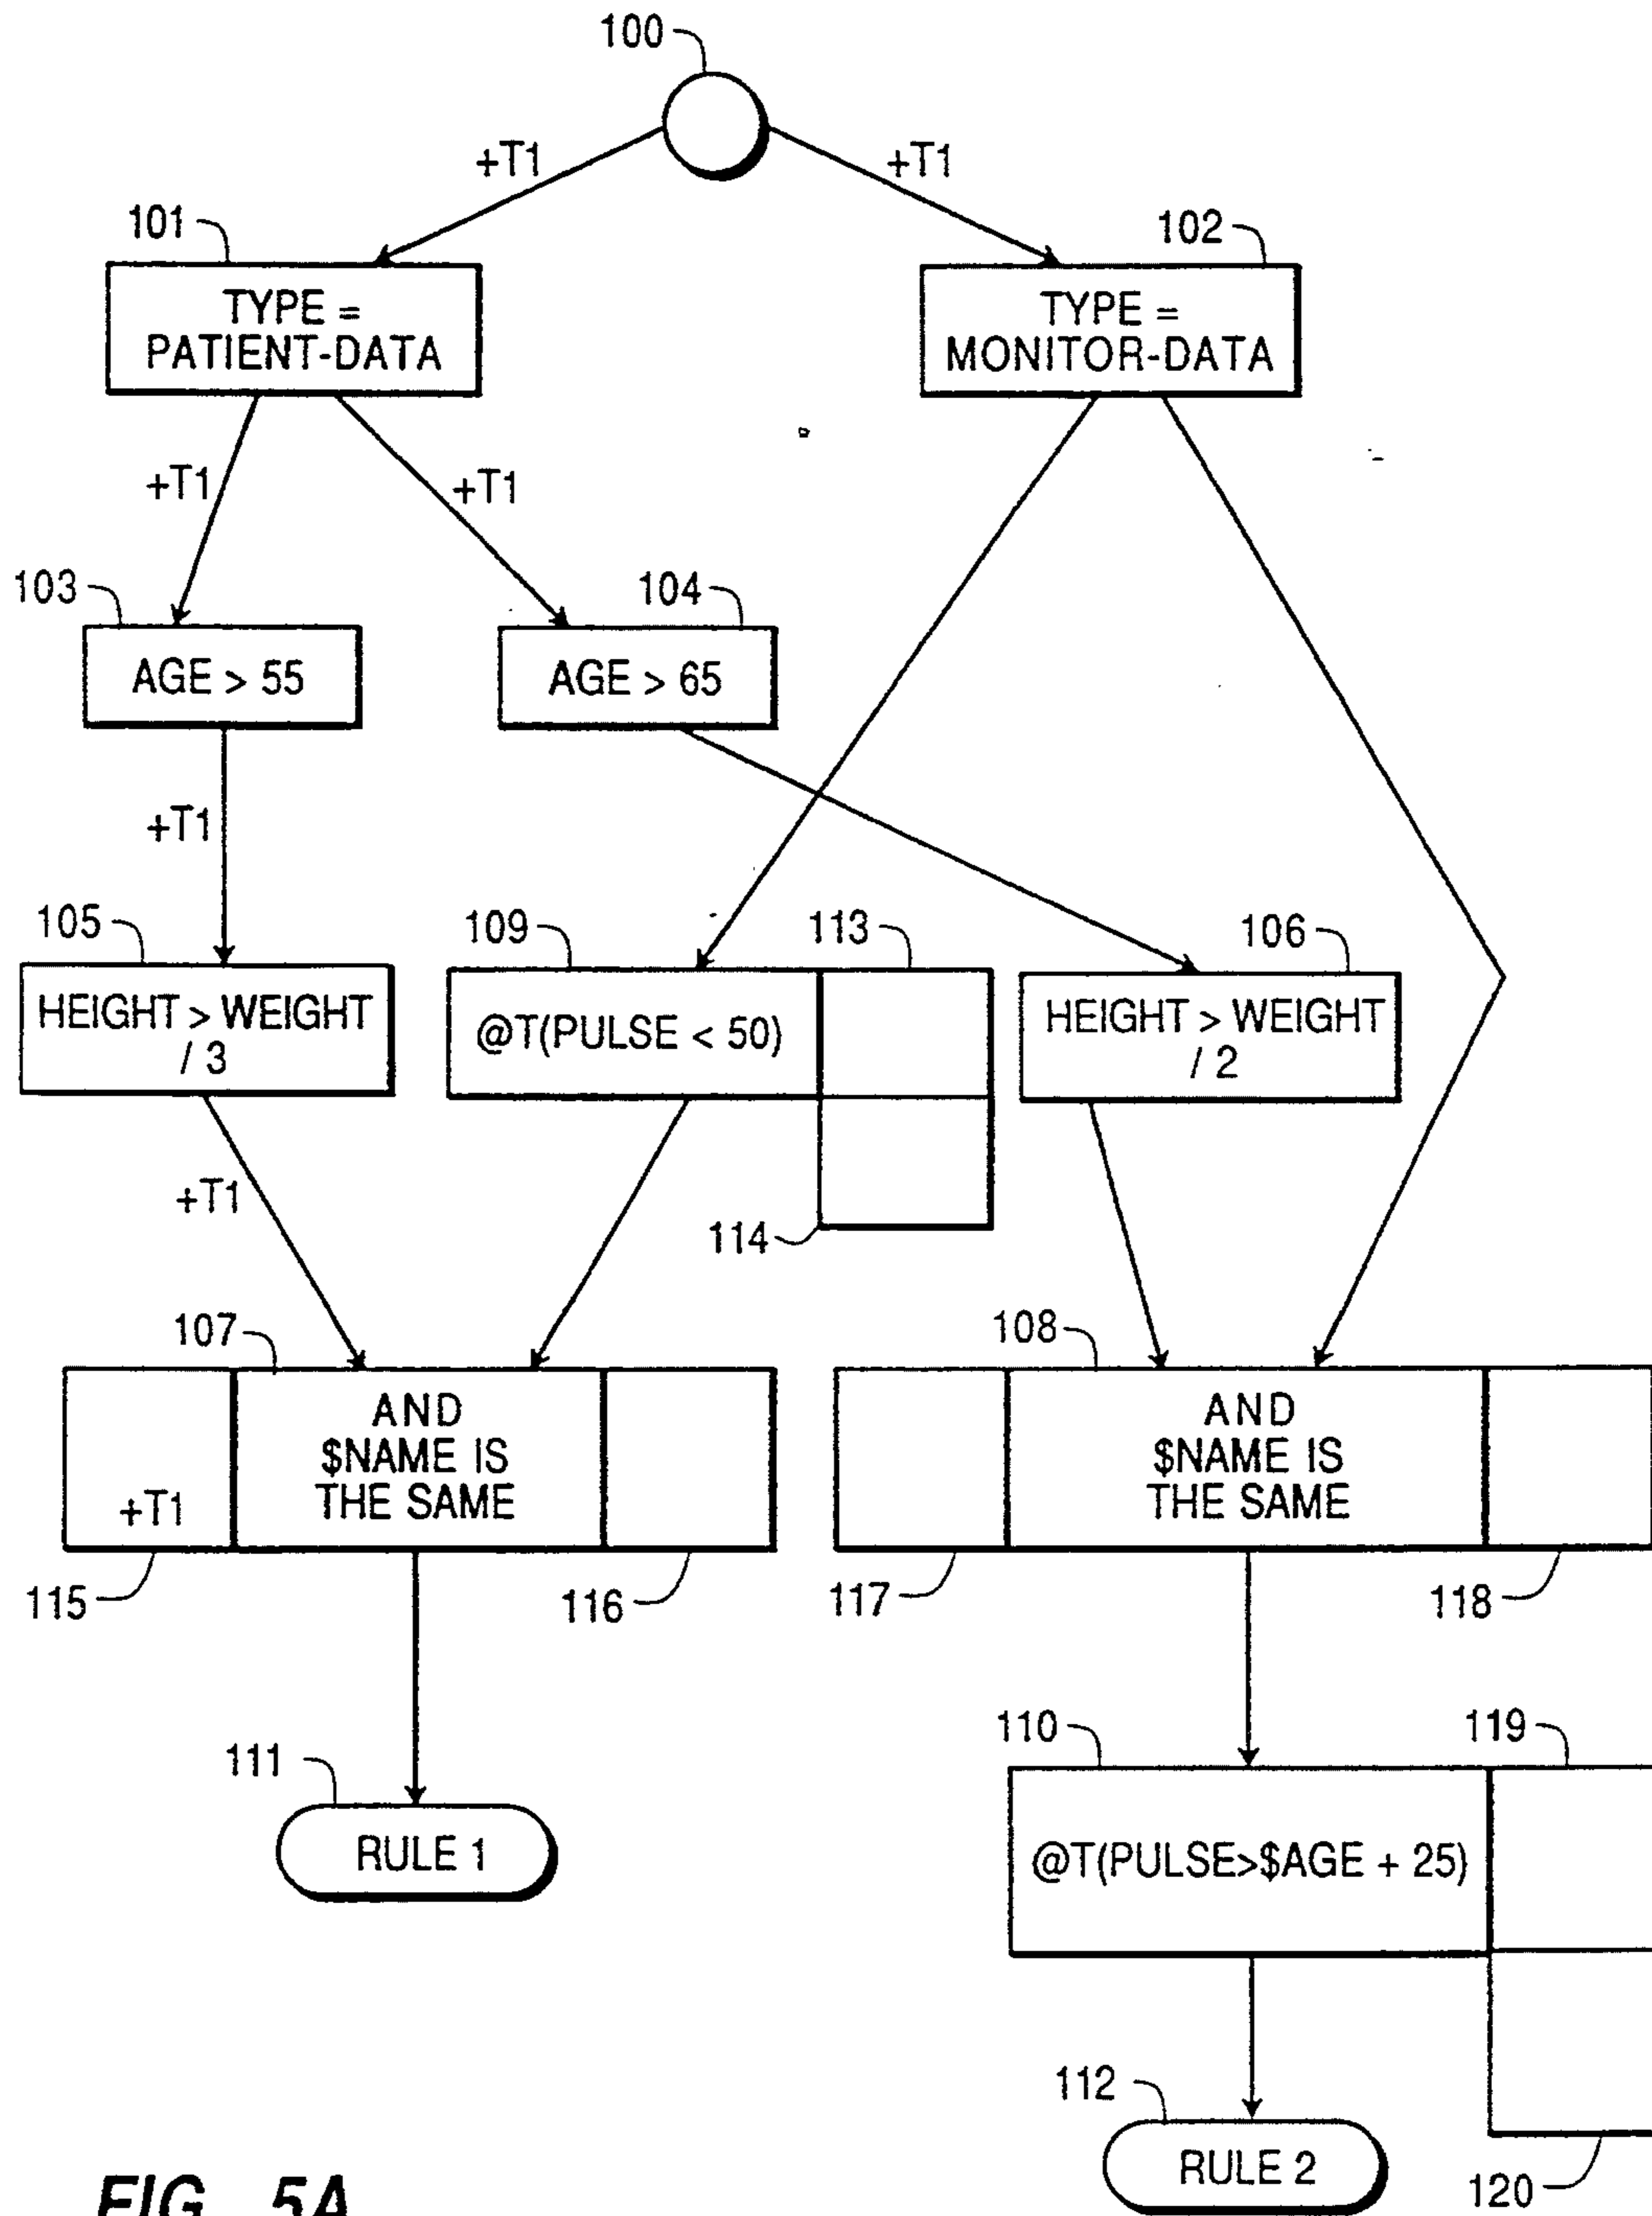 100
+T1
+T1
101
102
TYPE =
PATIENT-DATA
TYPE =
MONITOR-DATA
+T1
+T1
103
104
AGE > 55
AGE > 65
+T1
105
109
113
106
HEIGHT > WEIGHT
/ 3
@T(PULSE < 50)
HEIGHT > WEIGHT
/ 2
+T1
114
107
108
AND
$NAME IS
THE SAME
+T1
AND
$NAME IS
THE SAME
115
116
117
118
111
110
119
RULE 1
@T(PULSE>$AGE + 25)
112
RULE 2
120
FIG. 5A